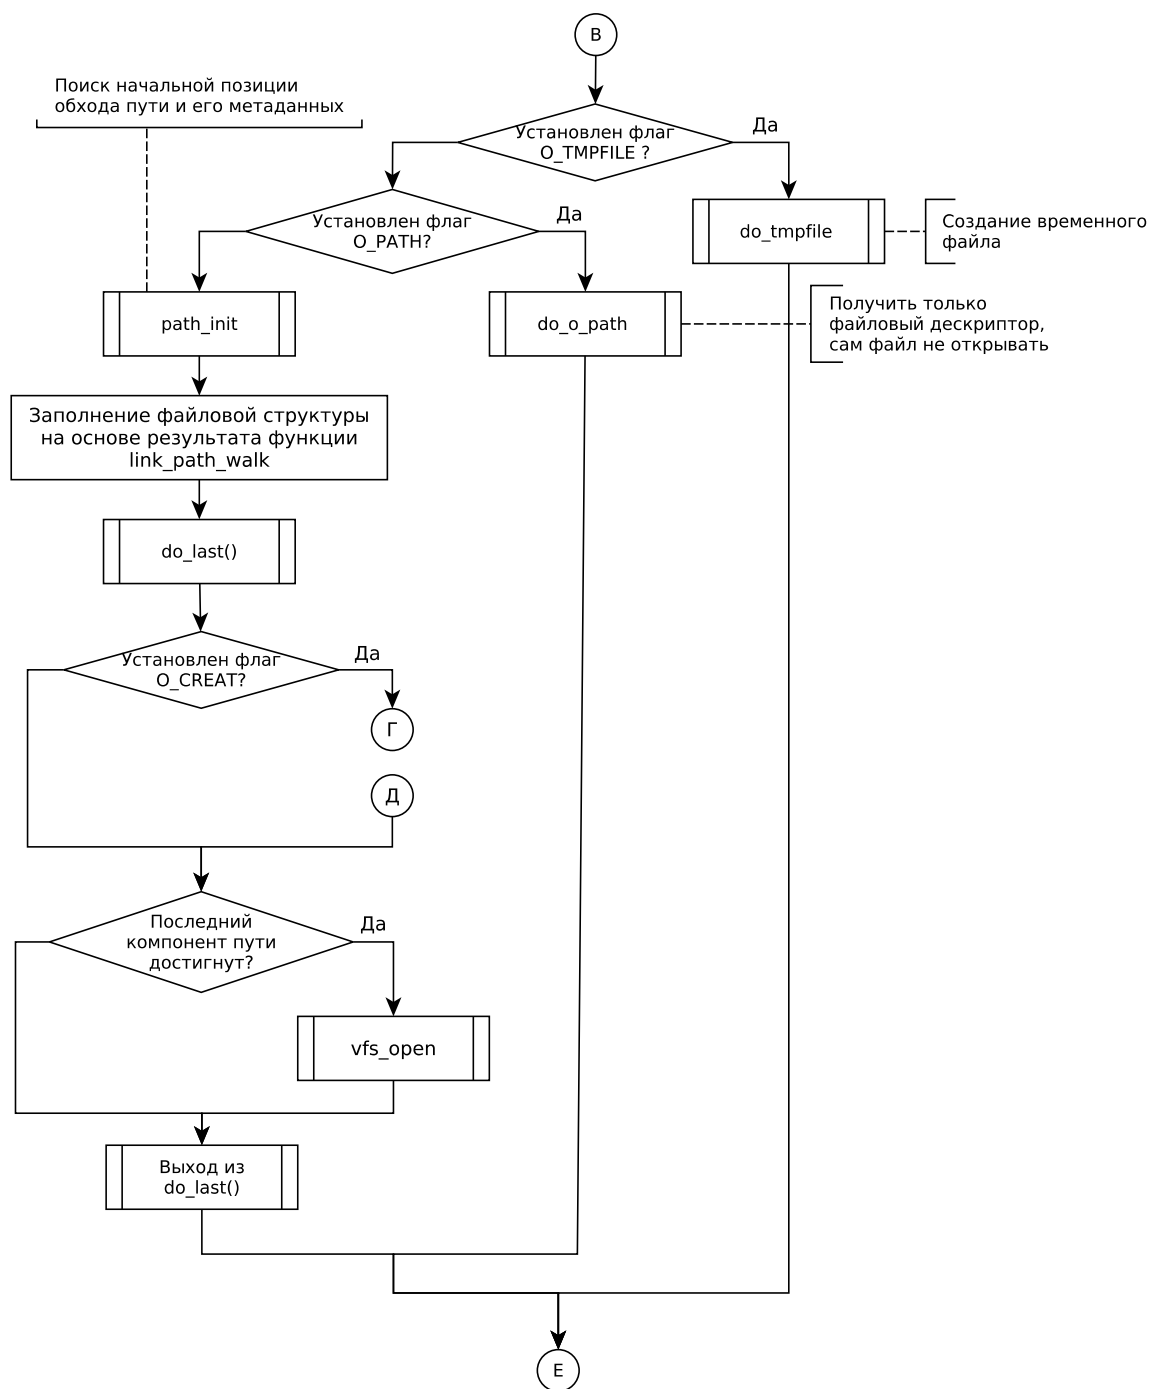 В
Поиск начальной позиции
обхода пути и его метаданных
Установлен флаг
O_TMPFILE ?
Да
Установлен флаг
O_PATH?
Да
do_tmpfile
Создание временного
файла
path_init
do_o_path
Получить только
файловый дескриптор,
сам файл не открывать
Заполнение файловой структуры
на основе результата функции
link_path_walk
do_last()
Установлен флаг
O_CREAT?
Да
Г
Д
Последний
компонент пути
достигнут?
Да
vfs_open
Выход из
do_last()
Е